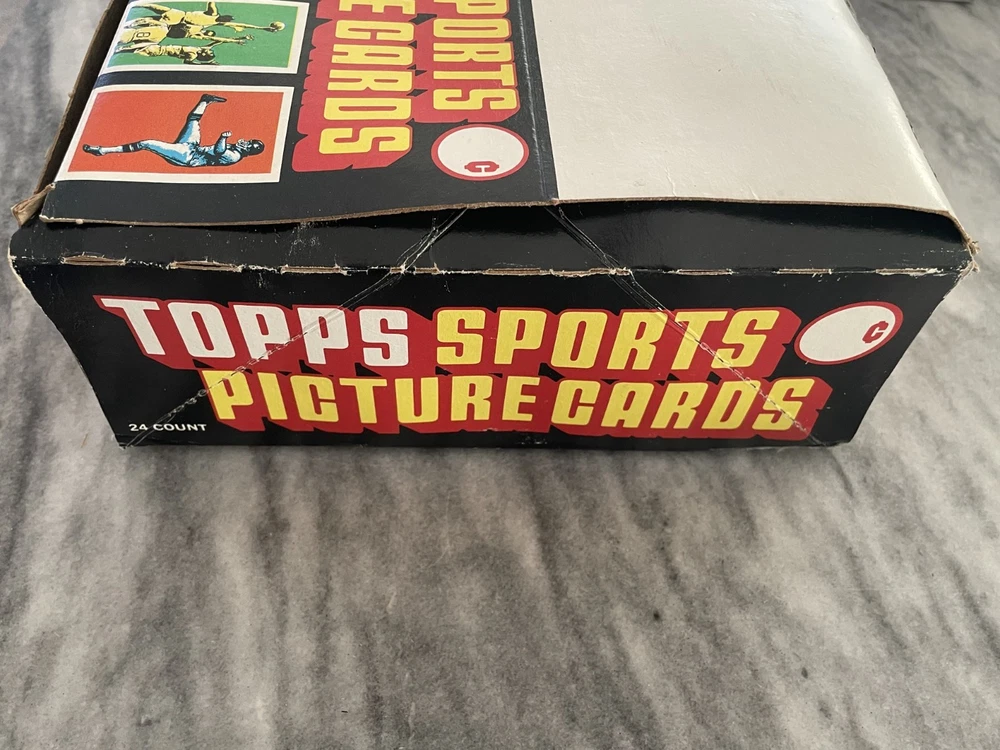 SPORTS
E CARDS
C
TOPPS SPORTS
C
PICTURE CARDS
24 COUNT